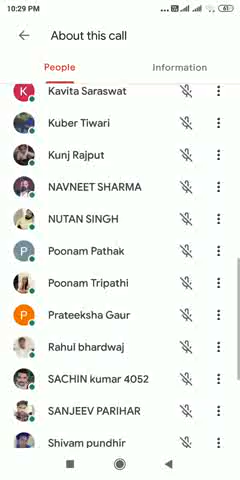 10:29 PM
61
About this call
People
Information
K
Kavita Saraswat
Kuber Tiwari
Kunj Rajput
NAVNEET SHARMA
NUTAN SINGH
P
Poonam Pathak
Poonam Tripathi
P
Prateeksha Gaur
Rahul bhardwaj
SACHIN kumar 4052
SANJEEV PARIHAR
Shivam pundhir